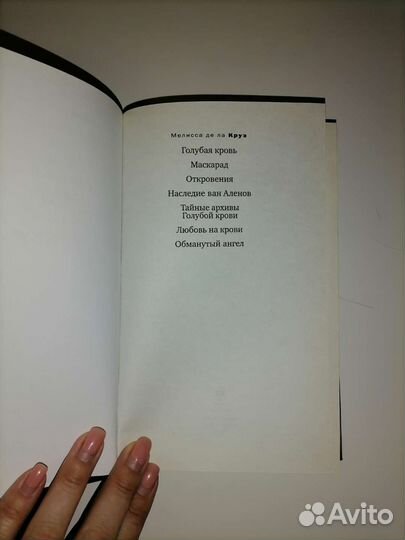 Мелисса де ла Круз
Голубая кровь
Маскарад
Откровения
Наследие ван Аленов
Тайные архивы
Голубой крови
Любовь на крови
Обманутый ангел
Avito